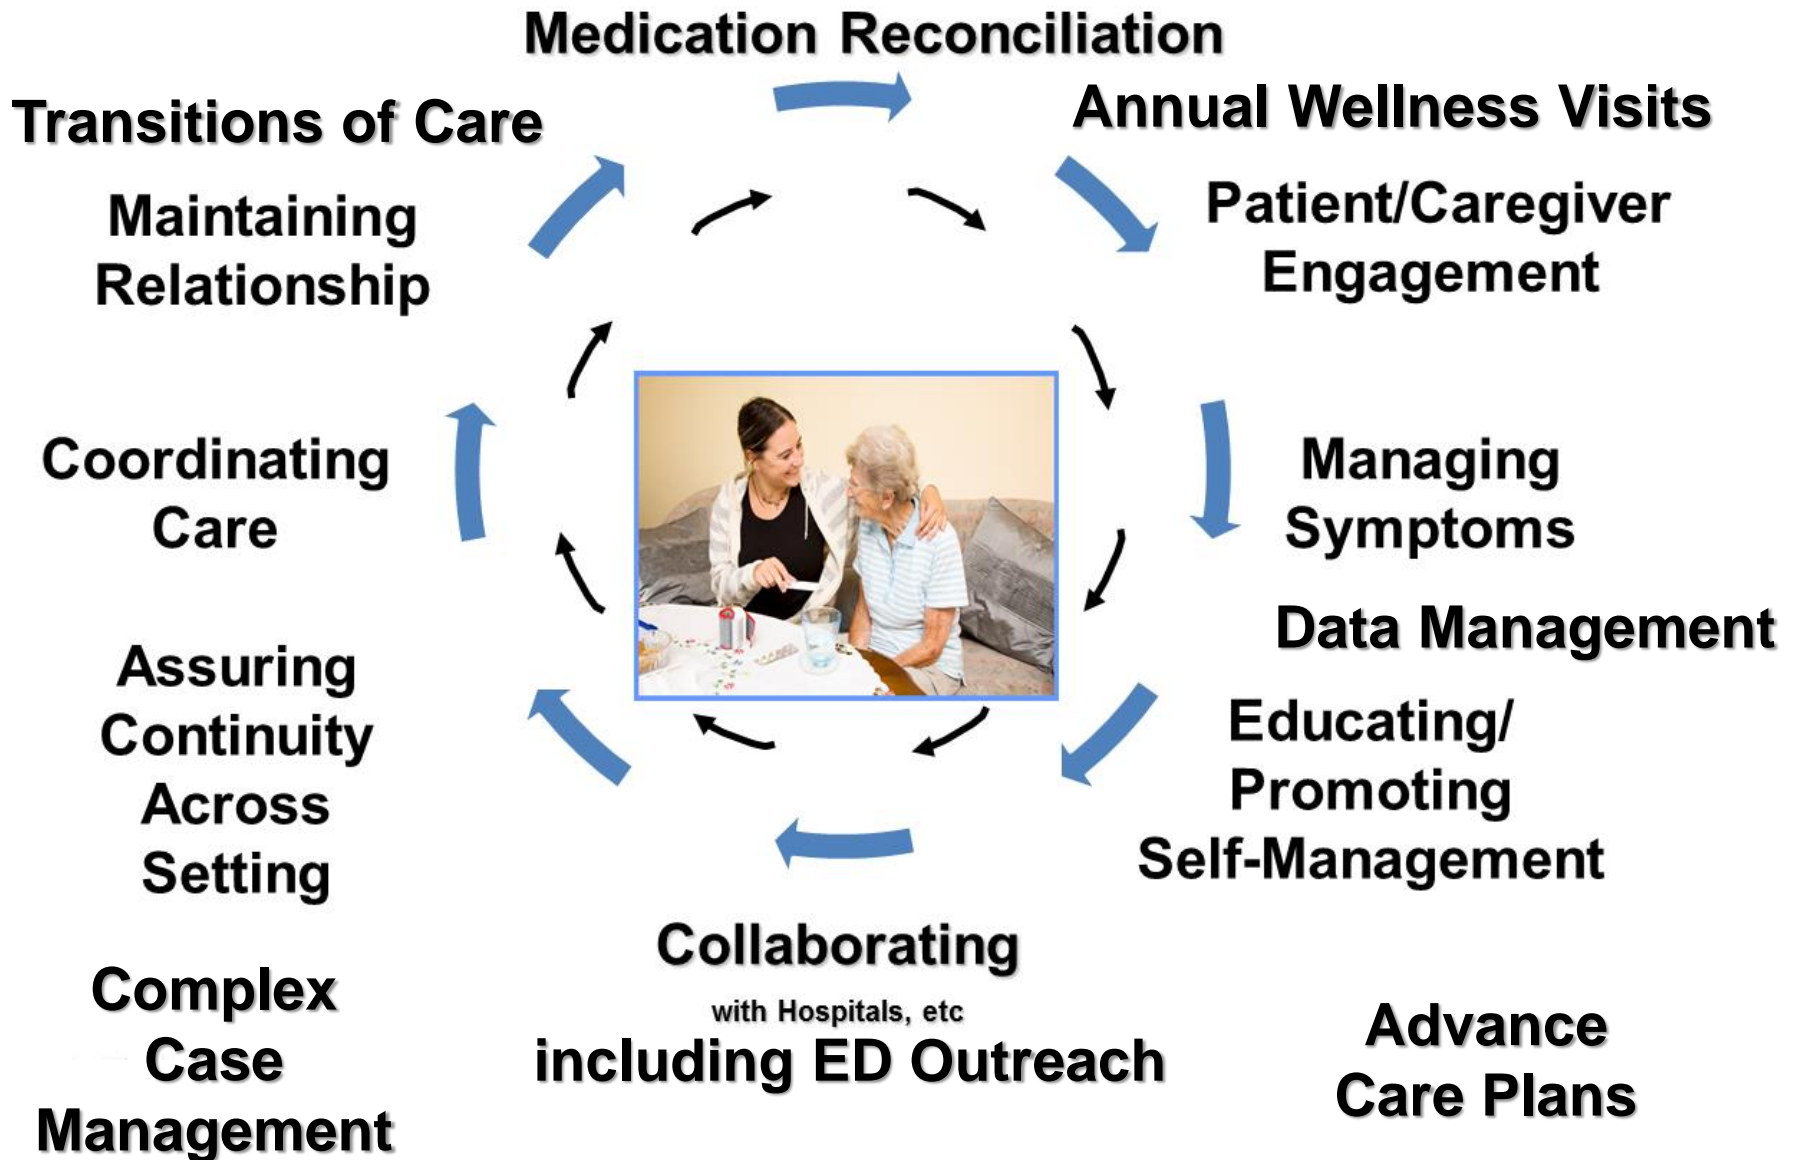 Medication Reconciliation
Annual Wellness Visits
Patient/Caregiver
Engagement
Managing
Symptoms
Data Management
Educating/
Promoting
Self-Management
Advance
Care Plans
Collaborating
with Hospitals, etc
including ED Outreach
Complex
Case
Management
Assuring
Continuity
Across
Setting
Coordinating
Care
Transitions of Care
Maintaining
Relationship